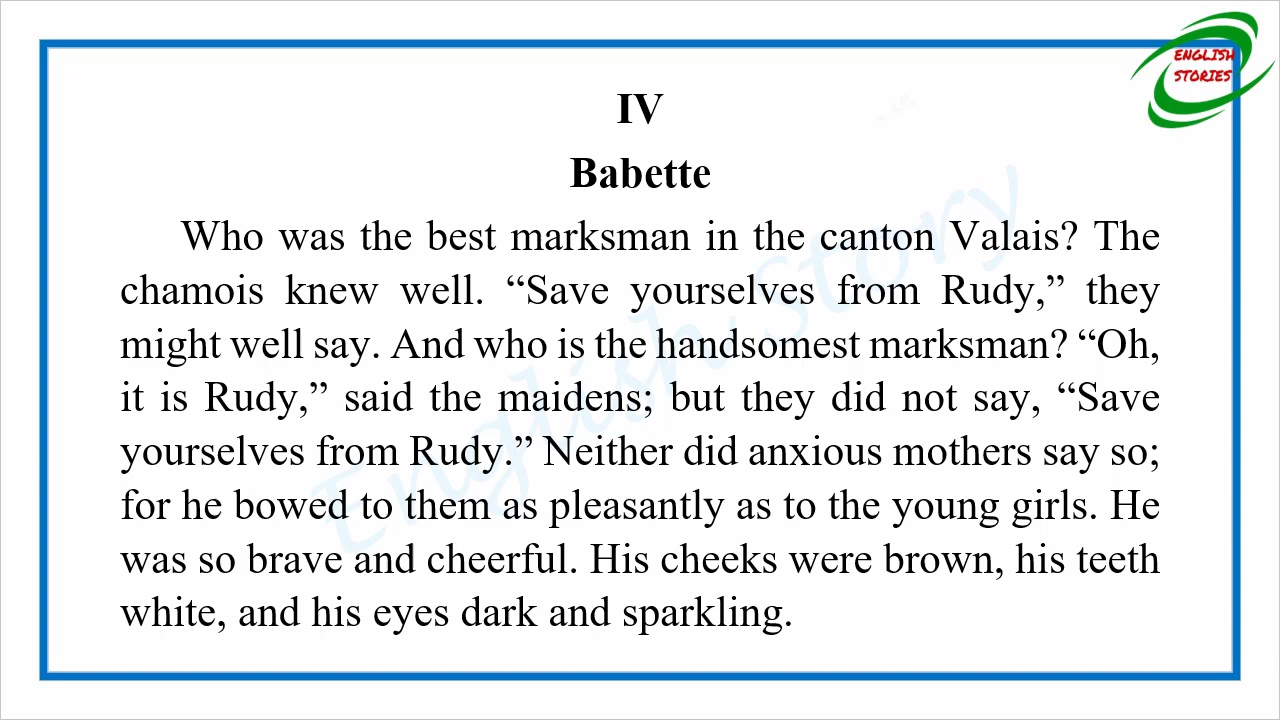 ENGLISH
STORIES
IV
Babette
Who was the best marksman in the canton Valais? The
chamois knew well. “Save yourselves from Rudy,” they
might well say. And who is the handsomest marksman? “Oh,
it is Rudy,” said the maidens; but they did not say, “Save
yourselves from Rudy.” Neither did anxious mothers say so;
for he bowed to them as pleasantly as to the young girls. He
was so brave and cheerful. His cheeks were brown, his teeth
white, and his eyes dark and sparkling.
English Story